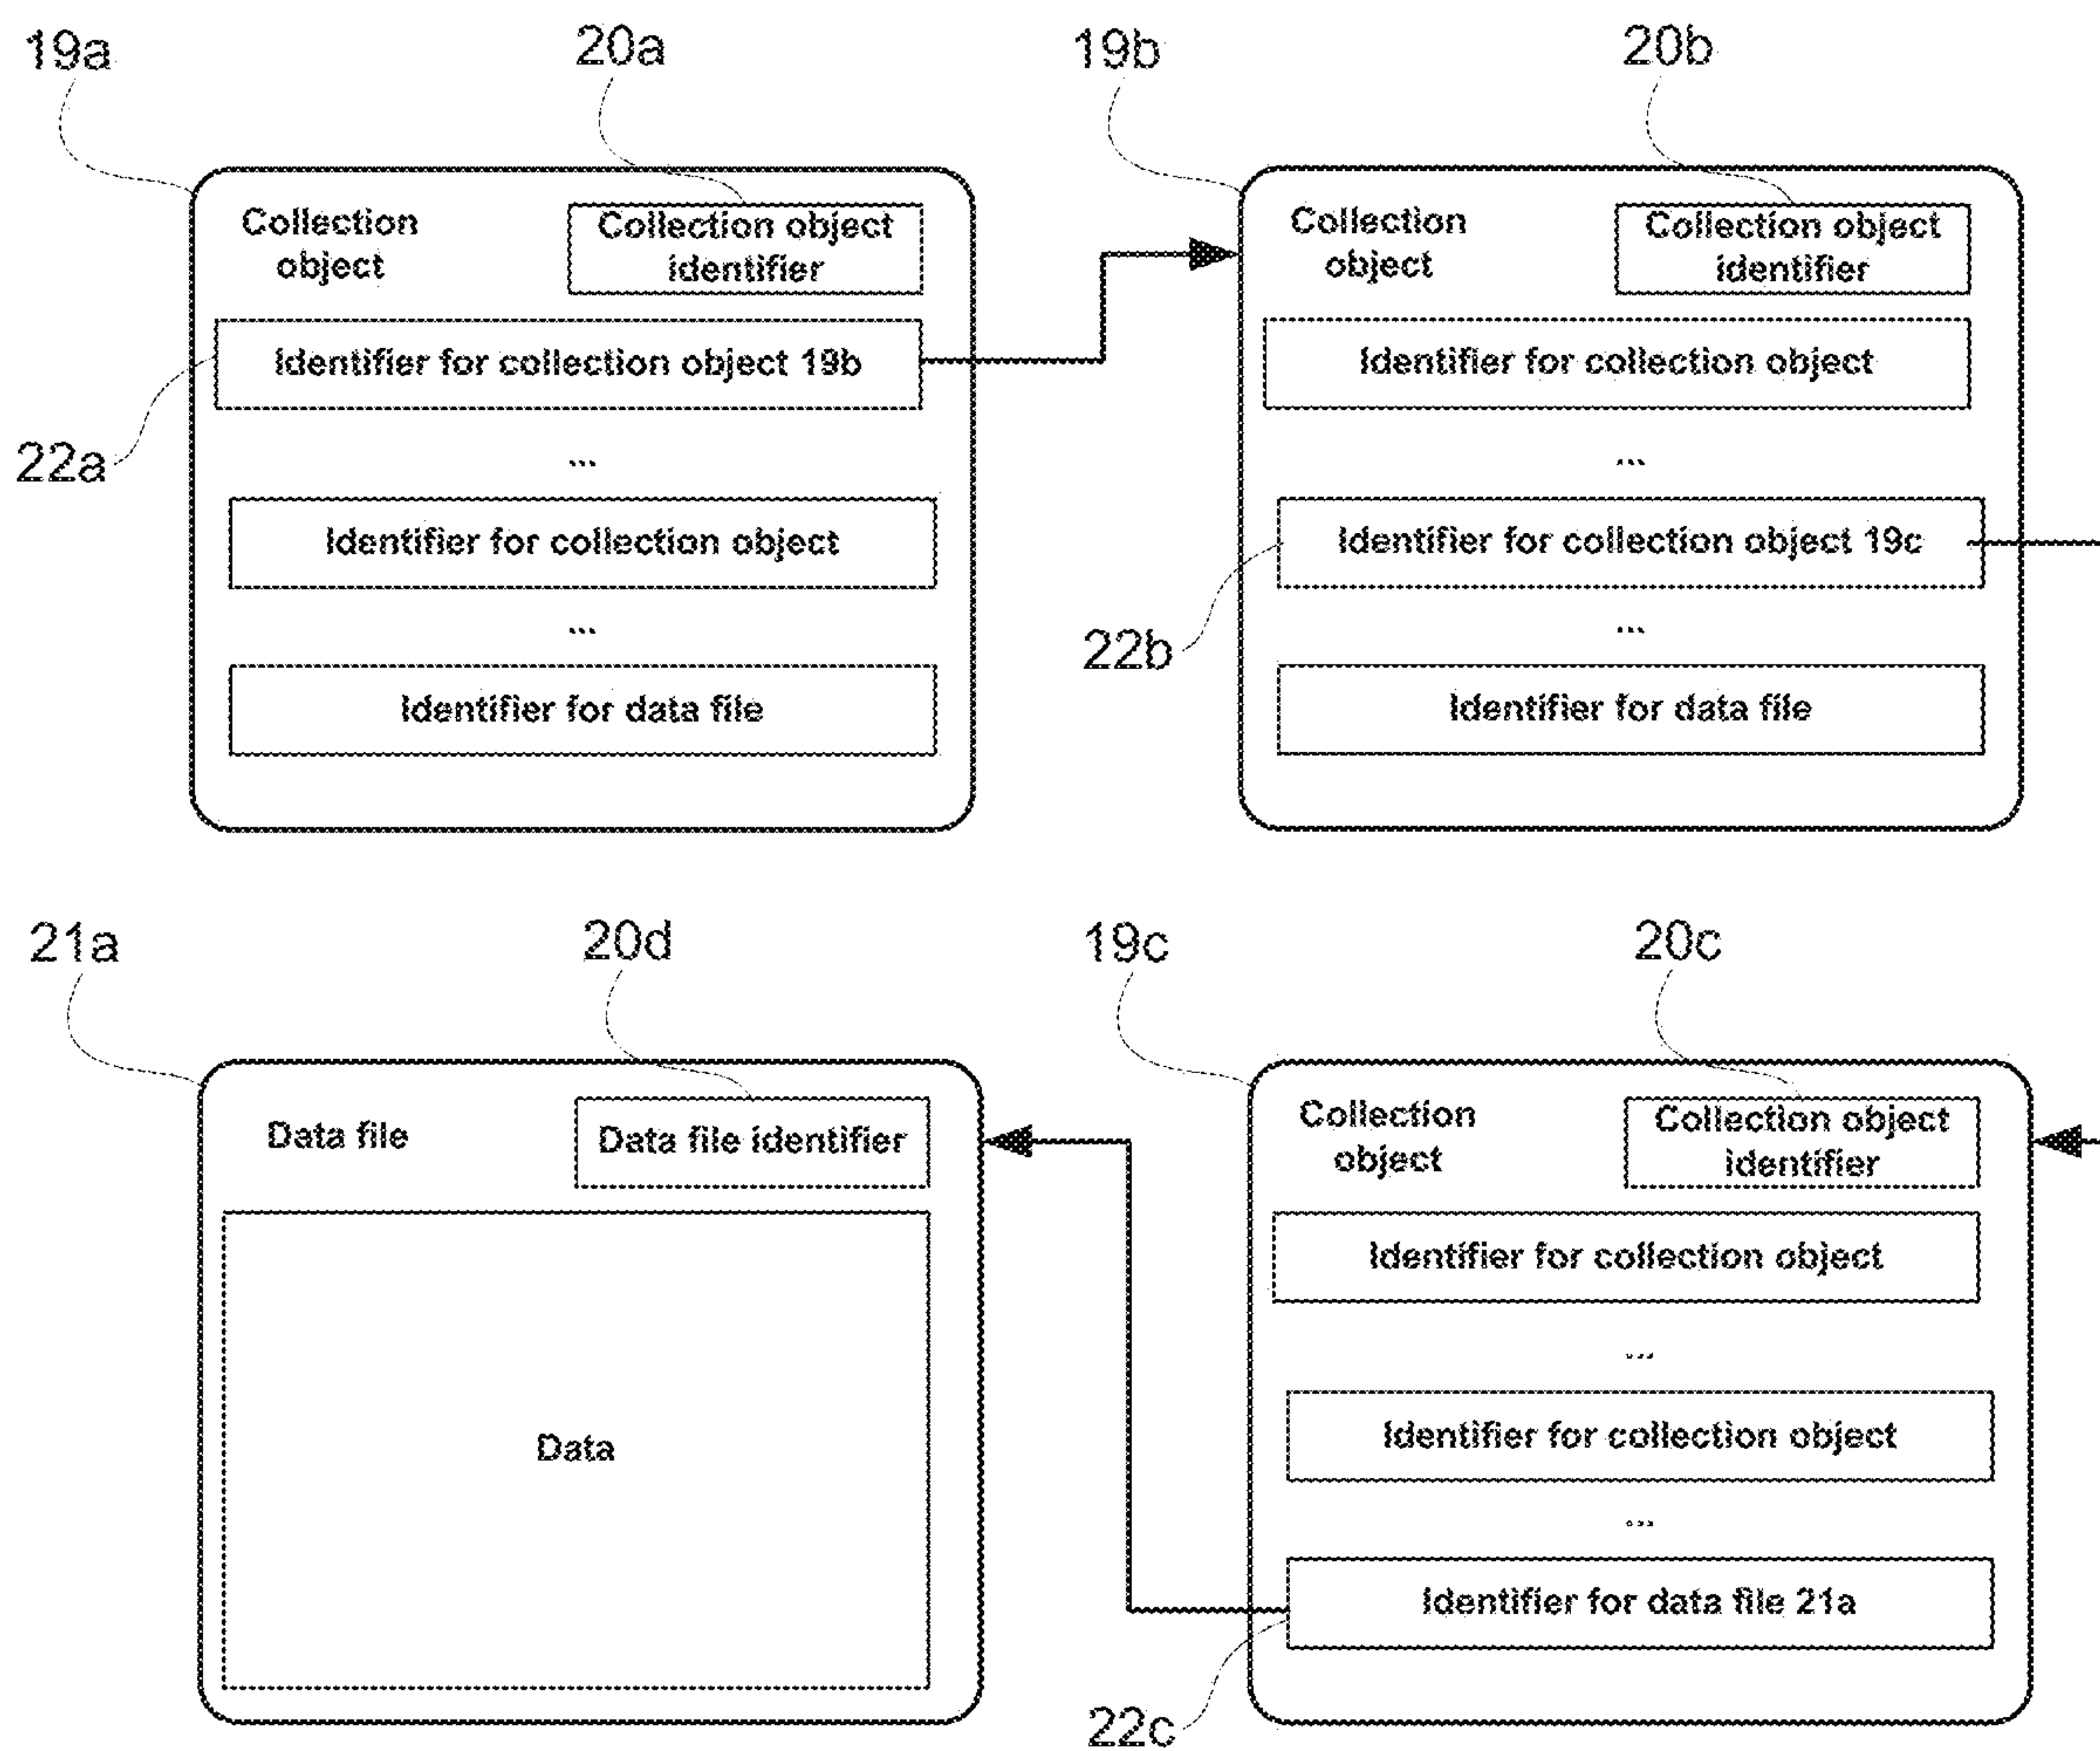 19a
20a
19b
20b
Collection
object
Collection object
identifier
Identifier for collection object 19b
22a
...
Identifier for collection object
...
Identifier for data file
Collection
object
Collection object
identifier
Identifier for collection object
...
Identifier for collection object 19c
22b
...
Identifier for data file
21a
20d
19c
20c
Data file
Data file identifier
Data
Collection
object
Collection object
identifier
Identifier for collection object
...
Identifier for collection object
...
Identifier for data file 21a
22c